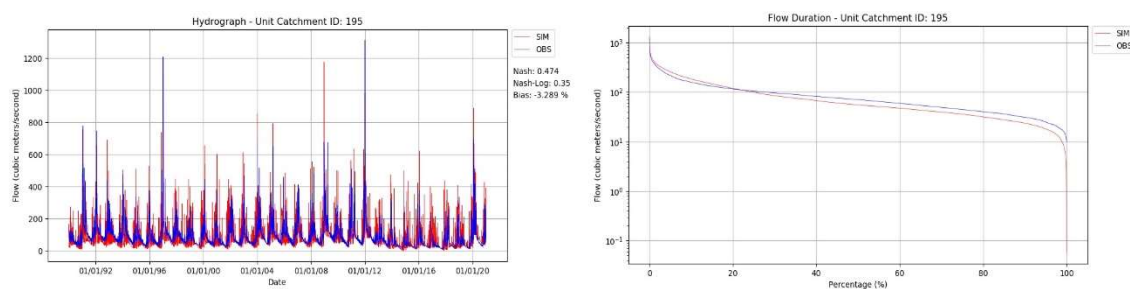 Hydrograph - Unit Catchment ID: 195
SIM
OBS
Nash: 0.474
Nash-Log: 0.35
Bias: -3.289 %
Flow (cubic meters/second)
1200
1000
800
600
400
200
0
01/01/92 01/01/96 01/01/00 01/01/04 01/01/08 01/01/12 01/01/16 01/01/20
Date
Flow Duration - Unit Catchment ID: 195
SIM
OBS
Flow (cubic meters/second)
10³
10²
10¹
10⁰
10⁻¹
0 20 40 60 80 100
Percentage (%)